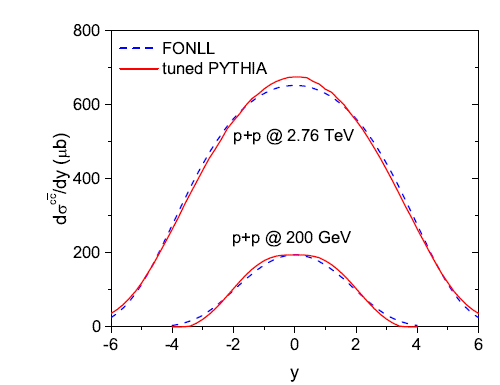 800
600
400
200
0
dσ^cc̅/dy (μb)
FONLL
tuned PYTHIA
p+p @ 2.76 TeV
p+p @ 200 GeV
-6 -4 -2 0 2 4 6
y